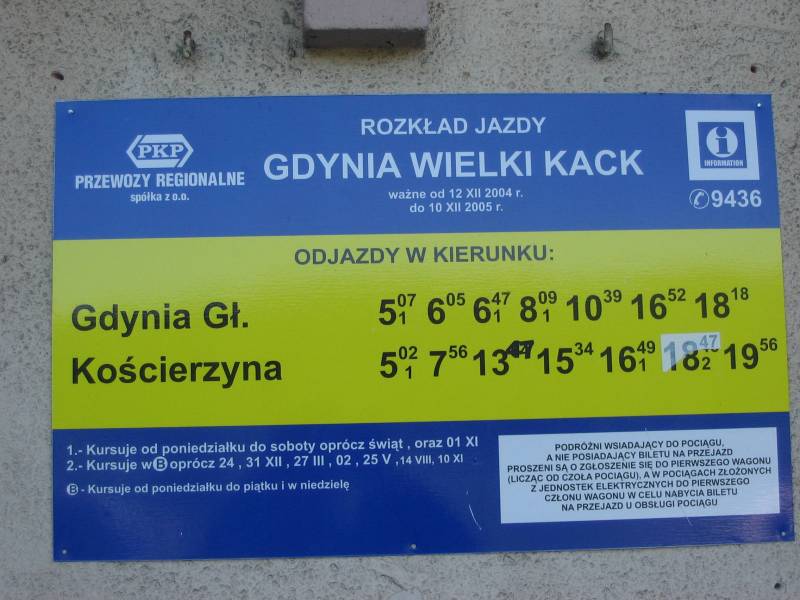 PKP
PRZEWOZY REGIONALNE
spółka z o.o.
ROZKŁAD JAZDY
GDYNIA WIELKI KACK
ważne od 12 XII 2004 r.
do 10 XII 2005 r.
i
INFORMATION
✆9436
ODJAZDY W KIERUNKU:
Gdynia Gł. 5 07 1 6 05 6 47 1 8 09 1 10 39 16 52 18 18
Kościerzyna 5 02 1 7 56 13 47 15 34 16 49 1 18 47 2 19 56
1.- Kursuje od poniedziałku do soboty oprócz świąt , oraz 01 XI
2.- Kursuje w Ⓑ oprócz 24 , 31 XII , 27 III , 02 , 25 V , 14 VIII, 10 XI
Ⓑ - Kursuje od poniedziałku do piątku i w niedzielę
PODRÓŻNI WSIADAJĄCY DO POCIĄGU,
A NIE POSIADAJĄCY BILETU NA PRZEJAZD
PROSZENI SĄ O ZGŁOSZENIE SIĘ DO PIERWSZEGO WAGONU
(LICZĄC OD CZOŁA POCIĄGU), A W POCIĄGACH ZŁOŻONYCH
Z JEDNOSTEK ELEKTRYCZNYCH DO PIERWSZEGO
CZŁONU WAGONU W CELU NABYCIA BILETU
NA PRZEJAZD U OBSŁUGI POCIĄGU